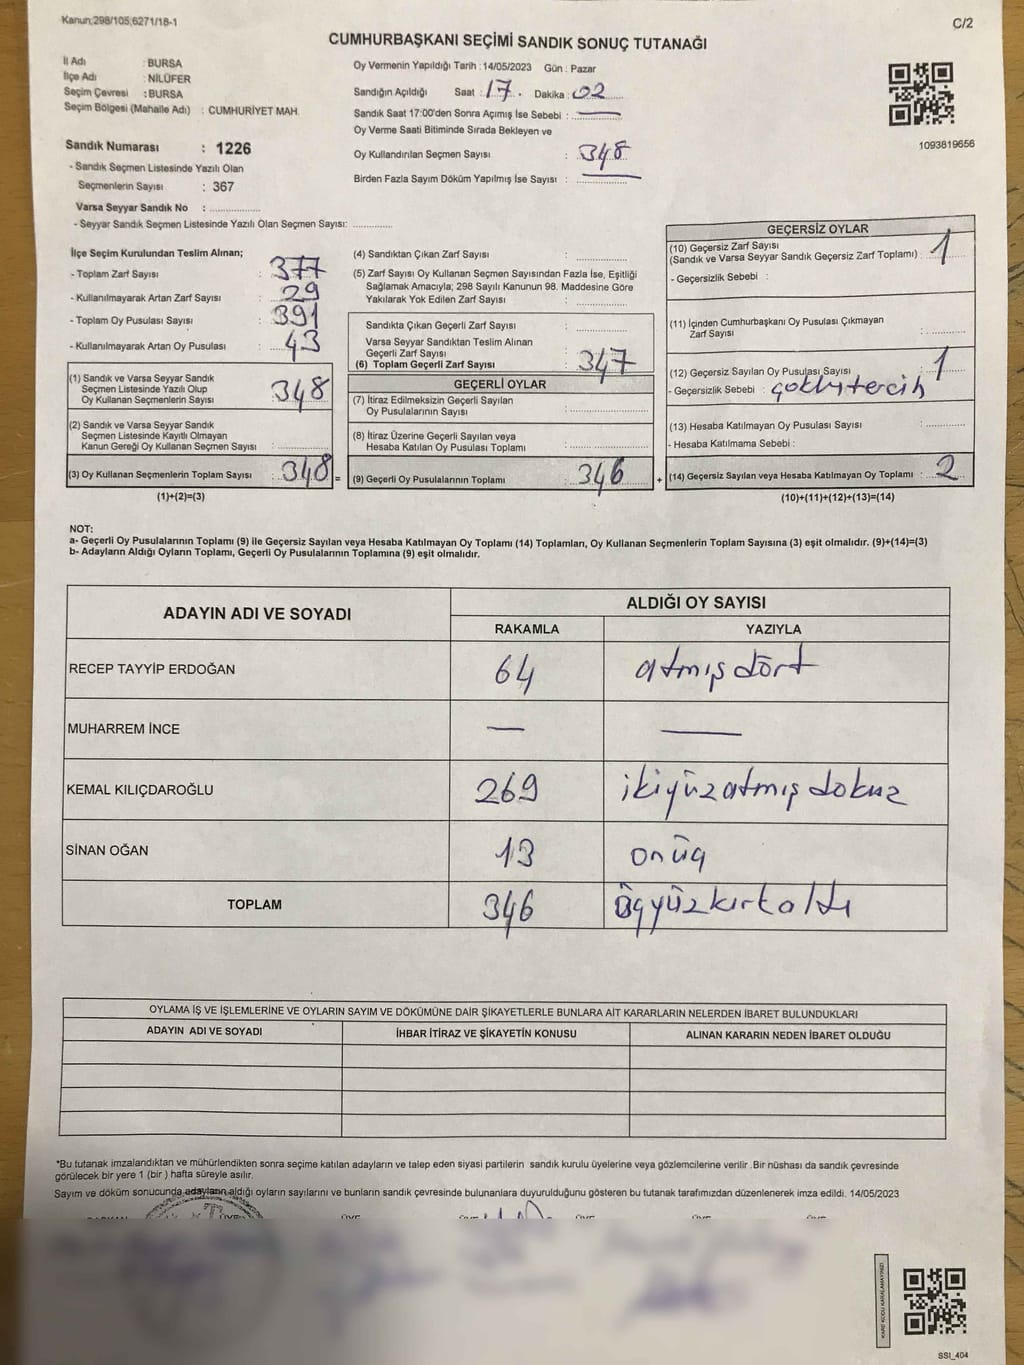 Kanun;298/105;6271/18-1
C/2
CUMHURBAŞKANI SEÇİMİ SANDIK SONUÇ TUTANAĞI
İl Adı : BURSA
İlçe Adı : NİLÜFER
Seçim Çevresi : BURSA
Seçim Bölgesi (Mahalle Adı) : CUMHURİYET MAH.
Sandık Numarası : 1226
- Sandık Seçmen Listesinde Yazılı Olan
Seçmenlerin Sayısı : 367
Varsa Seyyar Sandık No : ..................
- Seyyar Sandık Seçmen Listesinde Yazılı Olan Seçmen Sayısı: ..............
Oy Vermenin Yapıldığı Tarih : 14/05/2023 Gün : Pazar
Sandığın Açıldığı Saat : 17 . Dakika : 02
Sandık Saat 17:00'den Sonra Açımış İse Sebebi :
Oy Verme Saati Bitiminde Sırada Bekleyen ve
Oy Kullandırılan Seçmen Sayısı : 348
Birden Fazla Sayım Döküm Yapılmış İse Sayısı :
1093819656
İlçe Seçim Kurulundan Teslim Alınan;
- Toplam Zarf Sayısı : 377
- Kullanılmayarak Artan Zarf Sayısı : 29
- Toplam Oy Pusulası Sayısı : 391
- Kullanılmayarak Artan Oy Pusulası : 43
(1) Sandık ve Varsa Seyyar Sandık
Seçmen Listesinde Yazılı Olup
Oy Kullanan Seçmenlerin Sayısı : 348
(2) Sandık ve Varsa Seyyar Sandık
Seçmen Listesinde Kayıtlı Olmayan
Kanun Gereği Oy Kullanan Seçmen Sayısı :
(3) Oy Kullanan Seçmenlerin Toplam Sayısı : 348 =
(1)+(2)=(3)
(4) Sandıktan Çıkan Zarf Sayısı :
(5) Zarf Sayısı Oy Kullanan Seçmen Sayısından Fazla İse, Eşitliği
Sağlamak Amacıyla; 298 Sayılı Kanunun 98. Maddesine Göre
Yakılarak Yok Edilen Zarf Sayısı :
Sandıkta Çıkan Geçerli Zarf Sayısı :
Varsa Seyyar Sandıktan Teslim Alınan
Geçerli Zarf Sayısı :
(6) Toplam Geçerli Zarf Sayısı : 347
GEÇERLİ OYLAR
(7) İtiraz Edilmeksizin Geçerli Sayılan
Oy Pusulalarının Sayısı :
(8) İtiraz Üzerine Geçerli Sayılan veya
Hesaba Katılan Oy Pusulası Toplamı :
(9) Geçerli Oy Pusulalarının Toplamı : 346 +
GEÇERSİZ OYLAR
(10) Geçersiz Zarf Sayısı
(Sandık ve Varsa Seyyar Sandık Geçersiz Zarf Toplamı) : 1
- Geçersizlik Sebebi :
(11) İçinden Cumhurbaşkanı Oy Pusulası Çıkmayan
Zarf Sayısı :
(12) Geçersiz Sayılan Oy Pusulası Sayısı : 1
- Geçersizlik Sebebi : çoklu tercih
(13) Hesaba Katılmayan Oy Pusulası Sayısı :
- Hesaba Katılmama Sebebi :
(14) Geçersiz Sayılan veya Hesaba Katılmayan Oy Toplamı : 2
(10)+(11)+(12)+(13)=(14)
NOT:
a- Geçerli Oy Pusulalarının Toplamı (9) ile Geçersiz Sayılan veya Hesaba Katılmayan Oy Toplamı (14) Toplamları, Oy Kullanan Seçmenlerin Toplam Sayısına (3) eşit olmalıdır. (9)+(14)=(3)
b- Adayların Aldığı Oyların Toplamı, Geçerli Oy Pusulalarının Toplamına (9) eşit olmalıdır.
ADAYIN ADI VE SOYADI ALDIĞI OY SAYISI
RAKAMLA YAZIYLA
RECEP TAYYİP ERDOĞAN 64 atmış dört
MUHARREM İNCE — —
KEMAL KILIÇDAROĞLU 269 ikiyüzatmışdokuz
SİNAN OĞAN 13 onüç
TOPLAM 346 üçyüzkırkaltı
OYLAMA İŞ VE İŞLEMLERİNE VE OYLARIN SAYIM VE DÖKÜMÜNE DAİR ŞİKAYETLERLE BUNLARA AİT KARARLARIN NELERDEN İBARET BULUNDUKLARI
ADAYIN ADI VE SOYADI İHBAR İTİRAZ VE ŞİKAYETİN KONUSU ALINAN KARARIN NEDEN İBARET OLDUĞU
*Bu tutanak imzalandıktan ve mühürlendikten sonra seçime katılan adayların ve talep eden siyasi partilerin sandık kurulu üyelerine veya gözlemcilerine verilir. Bir nüshası da sandık çevresinde
görülecek bir yere 1 (bir ) hafta süreyle asılır.
Sayım ve döküm sonucunda adayların aldığı oyların sayılarını ve bunların sandık çevresinde bulunanlara duyurulduğunu gösteren bu tutanak tarafımızdan düzenlenerek imza edildi. 14/05/2023
SSI_404